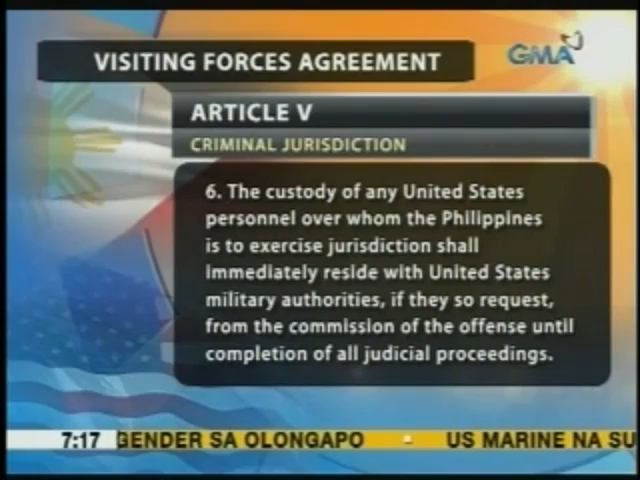 VISITING FORCES AGREEMENT
GMA
ARTICLE V
CRIMINAL JURISDICTION
6. The custody of any United States
personnel over whom the Philippines
is to exercise jurisdiction shall
immediately reside with United States
military authorities, if they so request,
from the commission of the offense until
completion of all judicial proceedings.
7:17 GENDER SA OLONGAPO • US MARINE NA SU